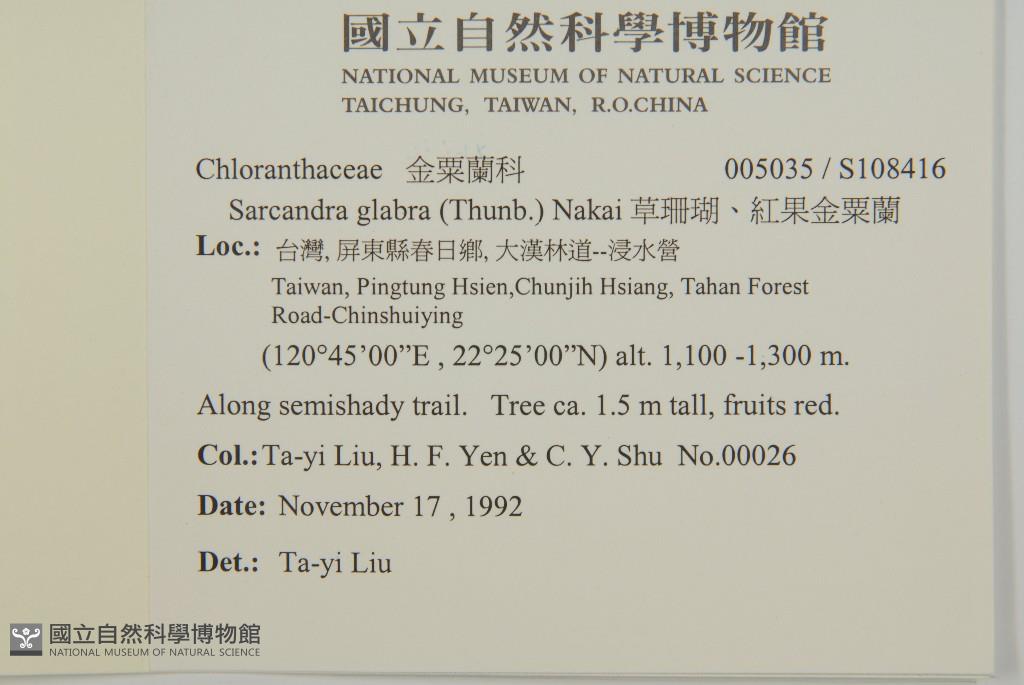 國立自然科學博物館
NATIONAL MUSEUM OF NATURAL SCIENCE
TAICHUNG, TAIWAN, R.O.CHINA
Chloranthaceae 金粟蘭科 005035 / S108416
Sarcandra glabra (Thunb.) Nakai 草珊瑚、紅果金粟蘭
Loc.: 台灣, 屏東縣春日鄉, 大漢林道--浸水營
Taiwan, Pingtung Hsien,Chunjih Hsiang, Tahan Forest
Road-Chinshuiying
(120°45’00”E , 22°25’00”N) alt. 1,100 -1,300 m.
Along semishady trail. Tree ca. 1.5 m tall, fruits red.
Col.: Ta-yi Liu, H. F. Yen & C. Y. Shu No.00026
Date: November 17 , 1992
Det.: Ta-yi Liu
國立自然科學博物館
NATIONAL MUSEUM OF NATURAL SCIENCE